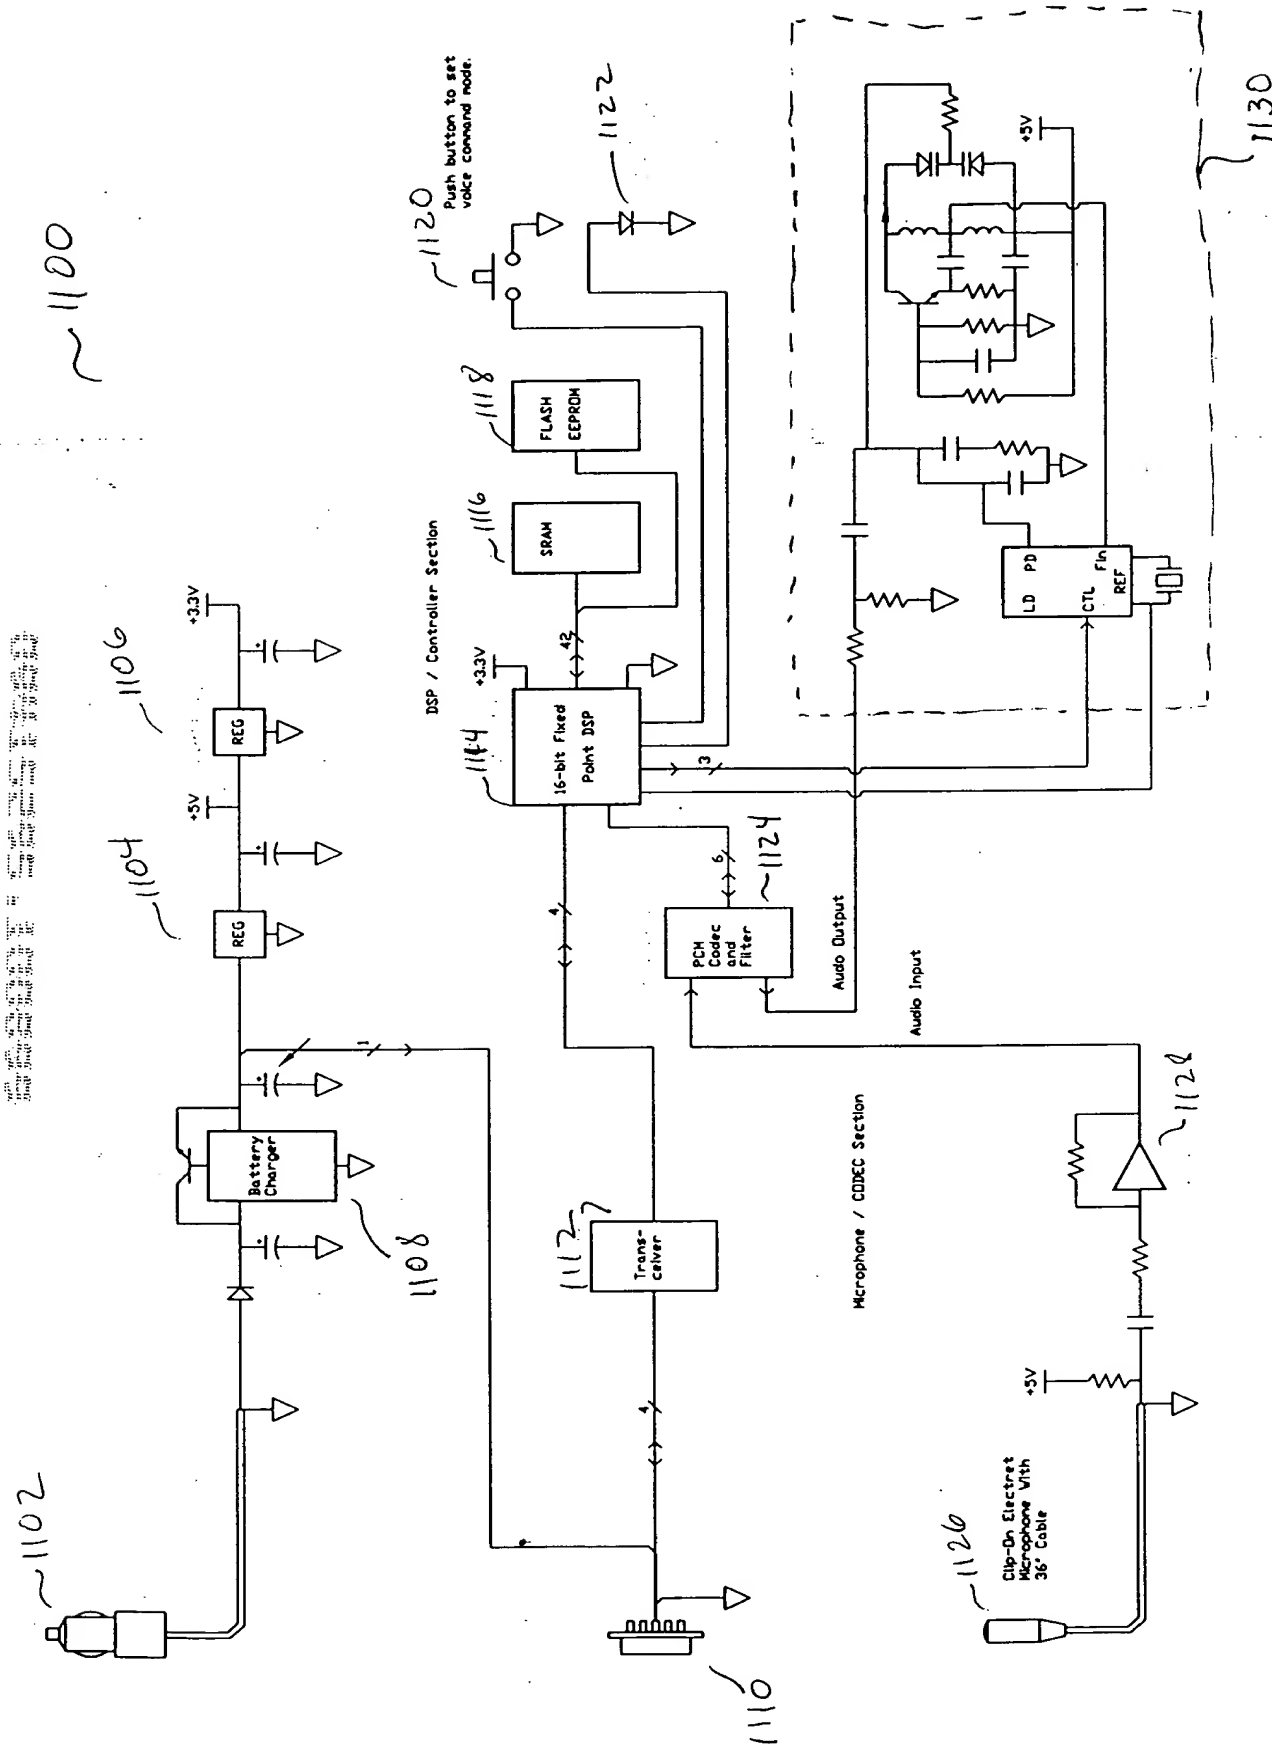 1100
1102
1104
1106
+3.3V
+5V
REG
REG
Battery
Charger
1108
1
DSP / Controller Section
1120
Push button to set
voice command mode.
1122
1118
FLASH
EEPROM
1116
SRAM
42
+3.3V
1114
16-bit Fixed
Point DSP
3
4
6
1124
PCM
Codec
and
Filter
Audo Output
Audio Input
1112
Trans-
ceiver
4
1110
Microphone / CODEC Section
1128
+5V
1126
Clip-On Electret
Microphone With
36" Cable
LD
PD
CTL
Fin
REF
+5V
1130